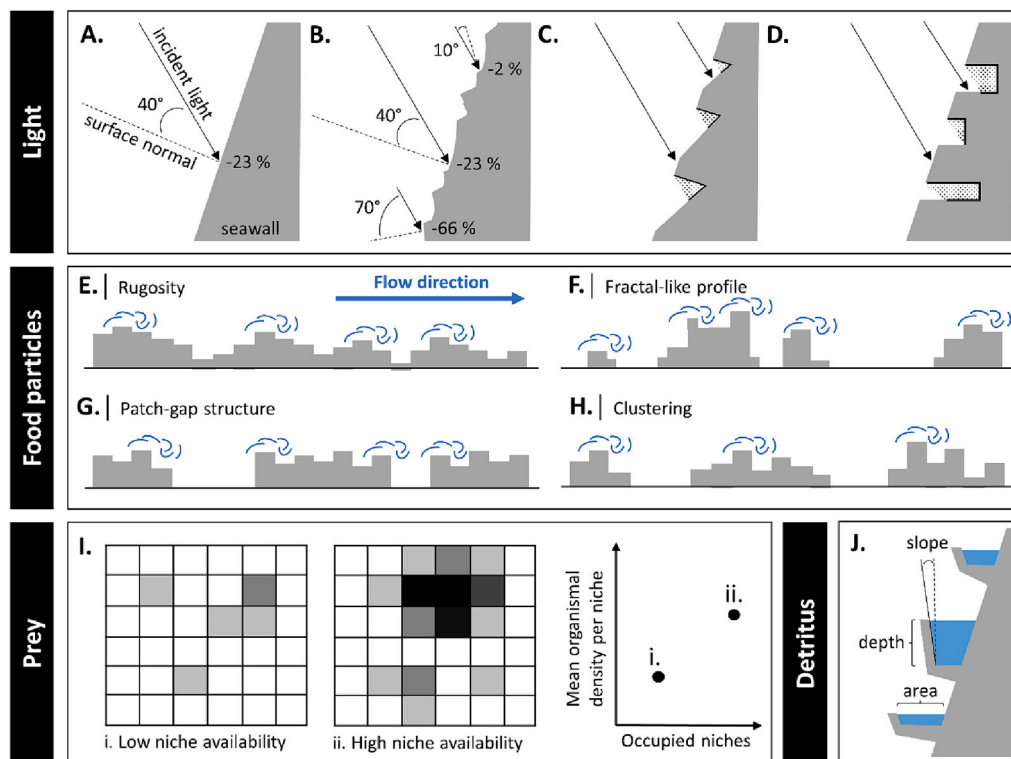 Light
A.
incident light
40°
surface normal
-23 %
seawall
B.
10°
-2 %
40°
-23 %
70°
-66 %
C.
D.
Food particles
E. | Rugosity
Flow direction
F. | Fractal-like profile
G. | Patch-gap structure
H. | Clustering
Prey
I.
i. Low niche availability
ii. High niche availability
Mean organismal
density per niche
i.
ii.
Occupied niches
Detritus
J.
slope
depth
area